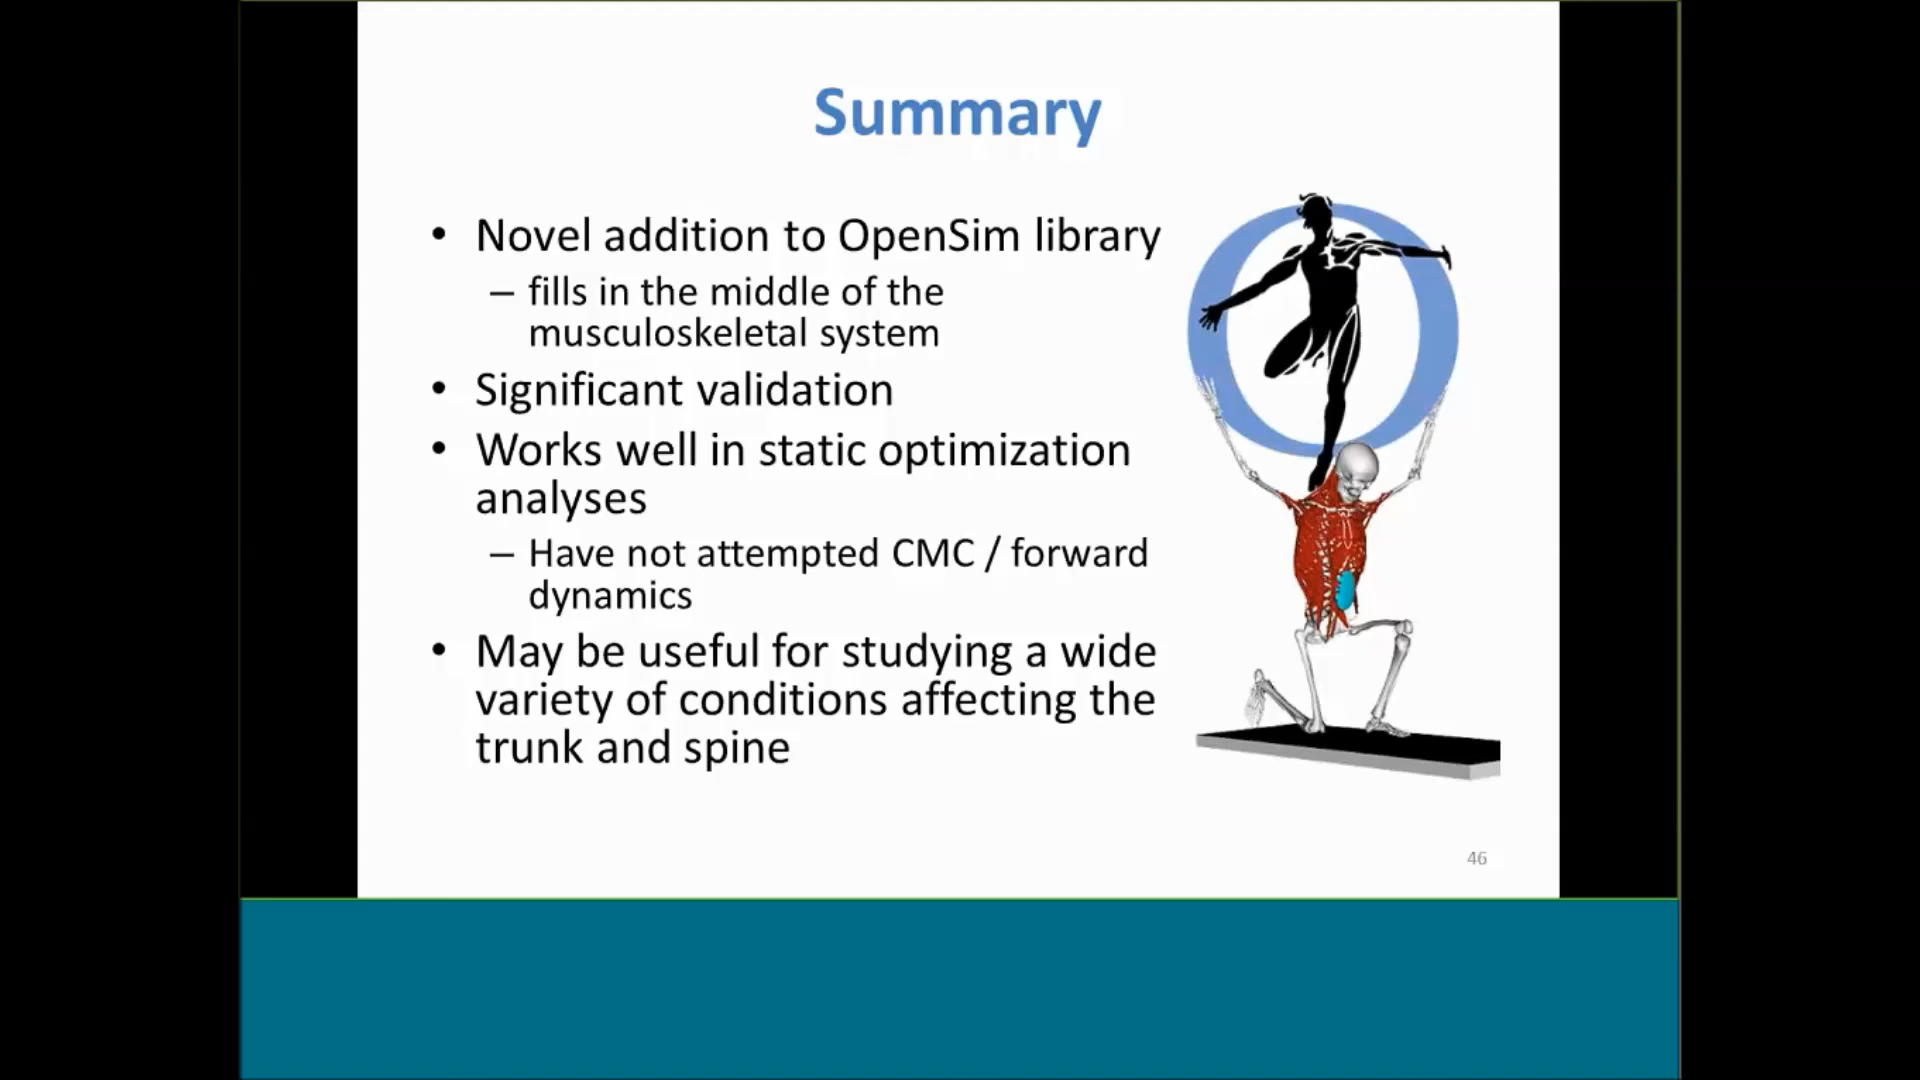 Summary
• Novel addition to OpenSim library
– fills in the middle of the
musculoskeletal system
• Significant validation
• Works well in static optimization
analyses
– Have not attempted CMC / forward
dynamics
• May be useful for studying a wide
variety of conditions affecting the
trunk and spine
46